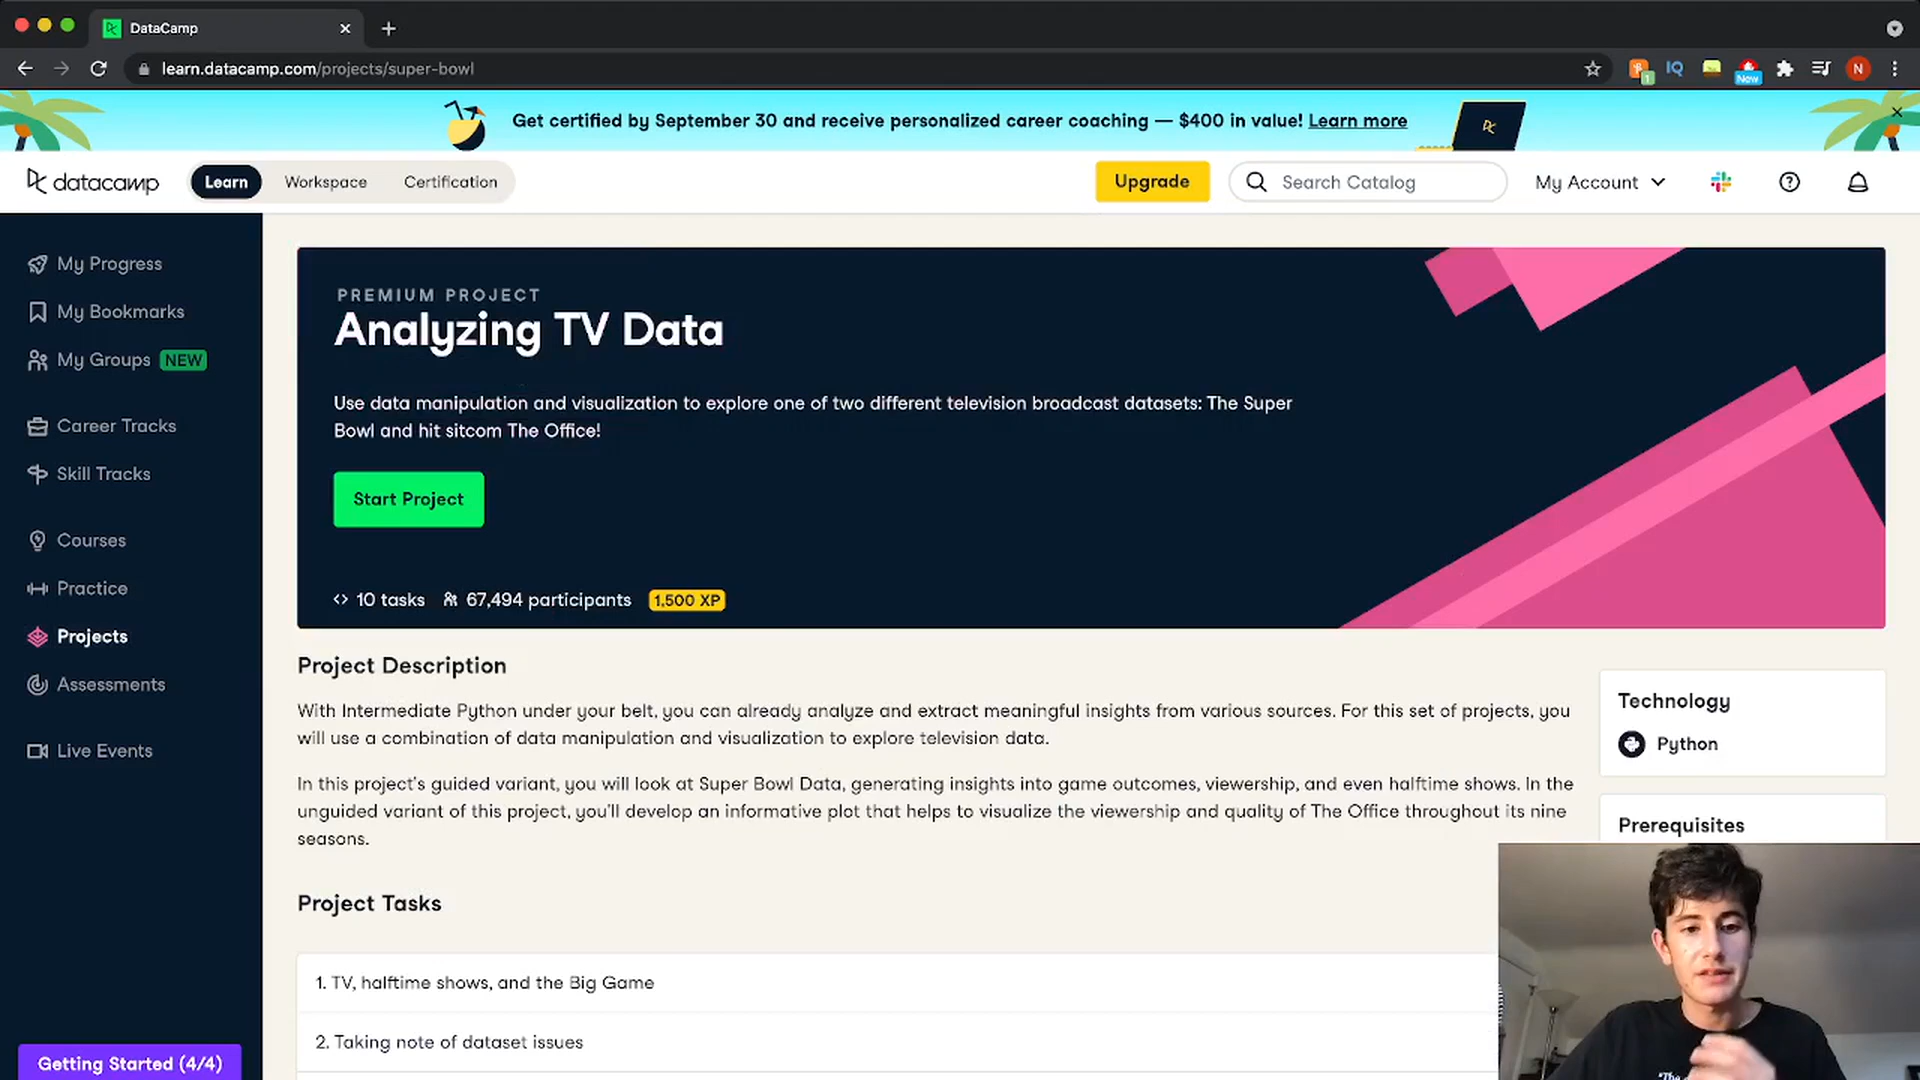 DataCamp
learn.datacamp.com/projects/super-bowl
IQ
1
New
N
Get certified by September 30 and receive personalized career coaching — $400 in value! Learn more
datacamp
Learn
Workspace
Certification
Upgrade
Search Catalog
My Account
My Progress
My Bookmarks
My Groups NEW
Career Tracks
Skill Tracks
Courses
Practice
Projects
Assessments
Live Events
Getting Started (4/4)
PREMIUM PROJECT
Analyzing TV Data
Use data manipulation and visualization to explore one of two different television broadcast datasets: The Super
Bowl and hit sitcom The Office!
Start Project
10 tasks 67,494 participants 1,500 XP
Project Description
With Intermediate Python under your belt, you can already analyze and extract meaningful insights from various sources. For this set of projects, you
will use a combination of data manipulation and visualization to explore television data.
In this project's guided variant, you will look at Super Bowl Data, generating insights into game outcomes, viewership, and even halftime shows. In the
unguided variant of this project, you'll develop an informative plot that helps to visualize the viewership and quality of The Office throughout its nine
seasons.
Technology
Python
Prerequisites
Project Tasks
1. TV, halftime shows, and the Big Game
2. Taking note of dataset issues